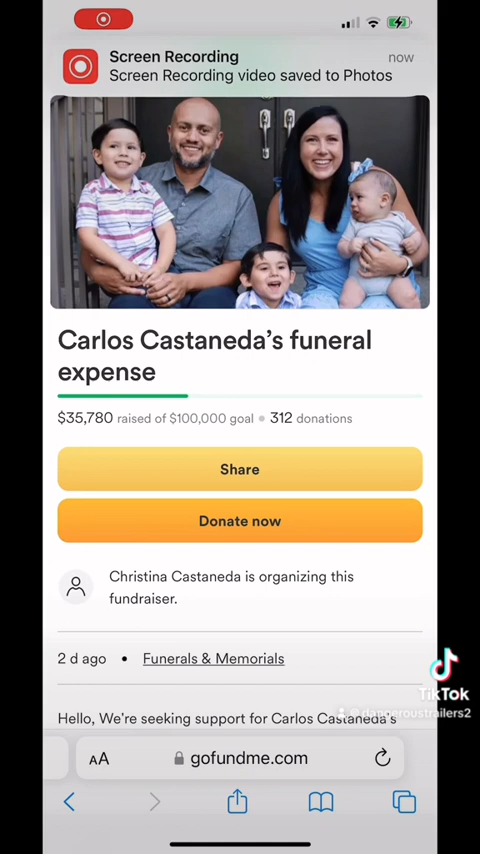 Screen Recording
now
Screen Recording video saved to Photos
Carlos Castaneda's funeral
expense
$35,780 raised of $100,000 goal • 312 donations
Share
Donate now
Christina Castaneda is organizing this
fundraiser.
2 d ago • Funerals & Memorials
TikTok
@dangeroustrailers2
Hello, We're seeking support for Carlos Castaneda's
AA
gofundme.com